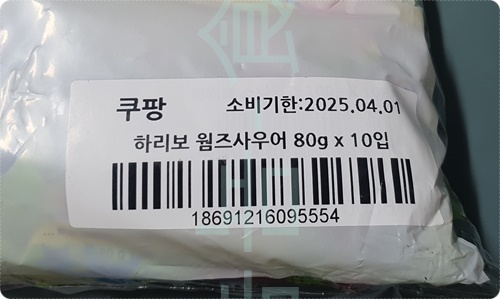 쿠팡 소비기한:2025.04.01
하리보 웜즈사우어 80g x 10입
18691216095554